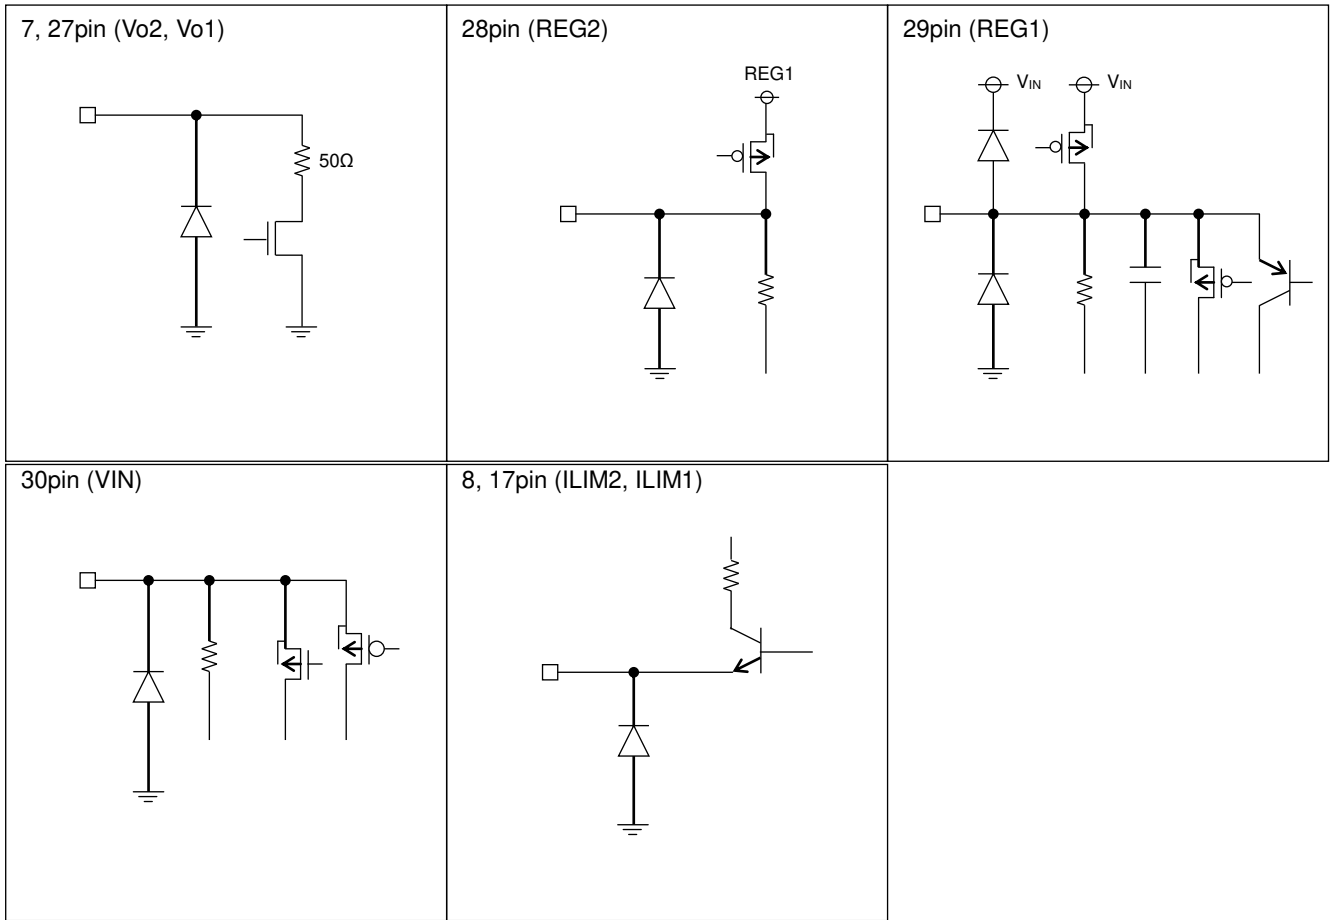 7, 27pin (Vo2, Vo1)
50Ω
28pin (REG2)
REG1
29pin (REG1)
VIN
VIN
30pin (VIN)
8, 17pin (ILIM2, ILIM1)